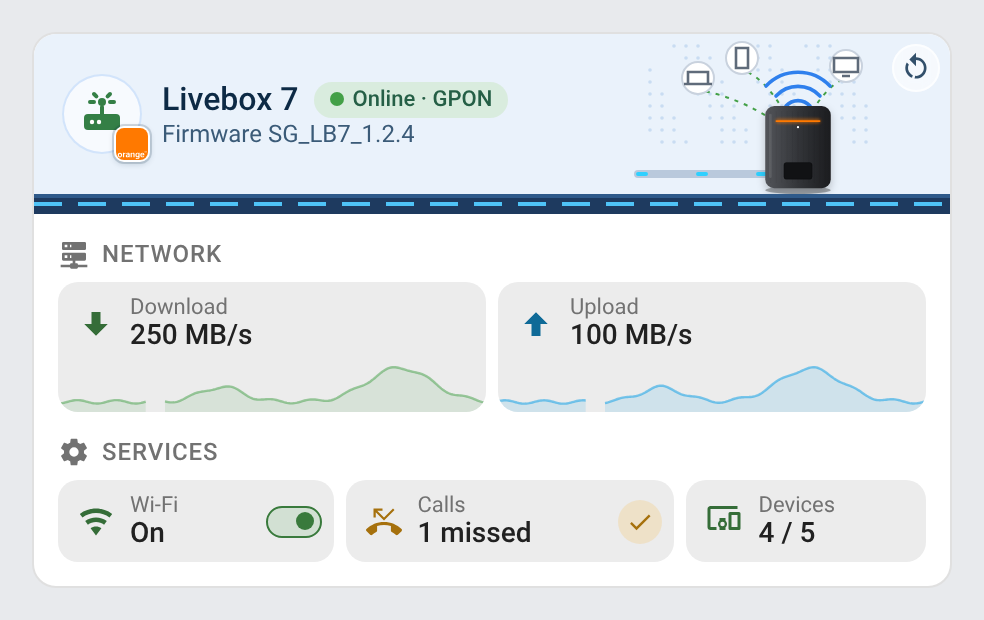 Livebox 7
Online · GPON
Firmware SG_LB7_1.2.4
orange
NETWORK
Download
250 MB/s
Upload
100 MB/s
SERVICES
Wi-Fi
On
Calls
1 missed
Devices
4 / 5